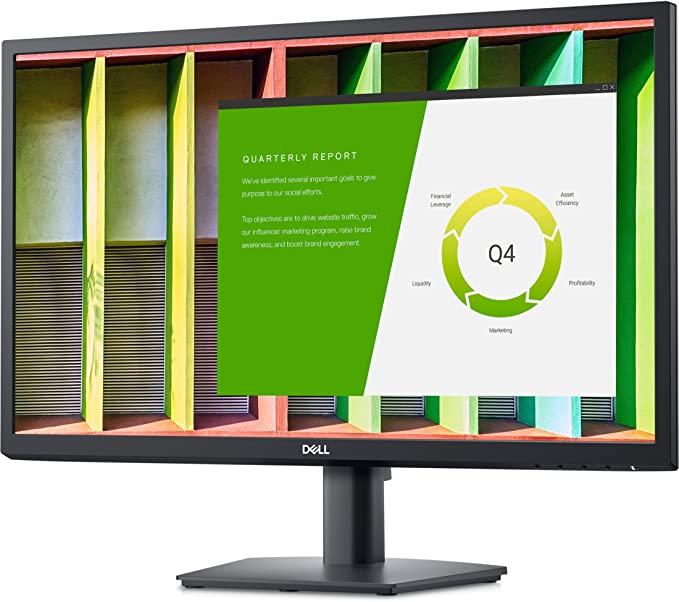 QUARTERLY REPORT
We've identified several important goals to give
purpose to our social efforts.
Top objectives are to drive website traffic, grow
our influencer marketing program, raise brand
awareness, and boost brand engagement.
Financial
Leverage
Asset
Efficiency
Q4
Liquidity
Profitability
Marketing
DELL